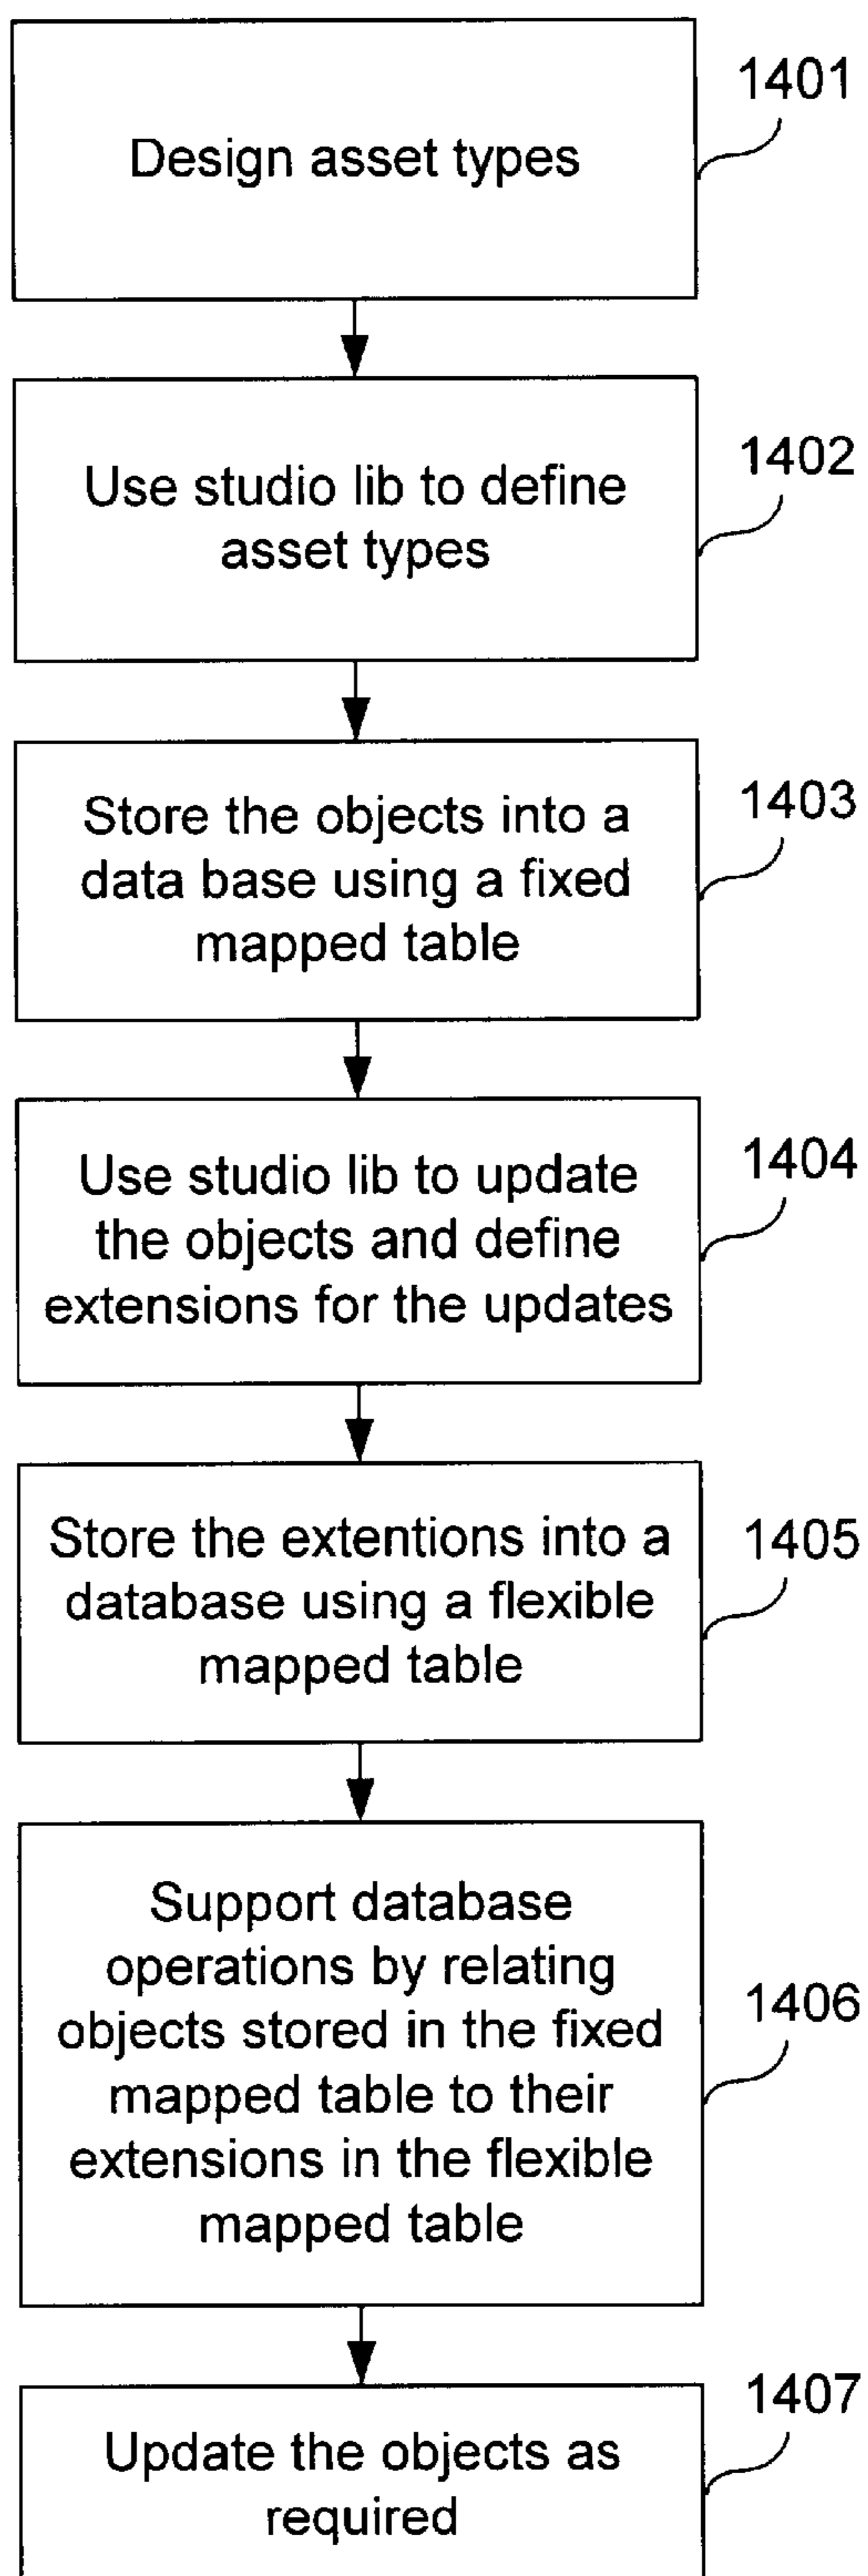 1401
Design asset types
1402
Use studio lib to define
asset types
1403
Store the objects into a
data base using a fixed
mapped table
1404
Use studio lib to update
the objects and define
extensions for the updates
1405
Store the extentions into a
database using a flexible
mapped table
Support database
operations by relating
objects stored in the fixed
1406
mapped table to their
extensions in the flexible
mapped table
1407
Update the objects as
required